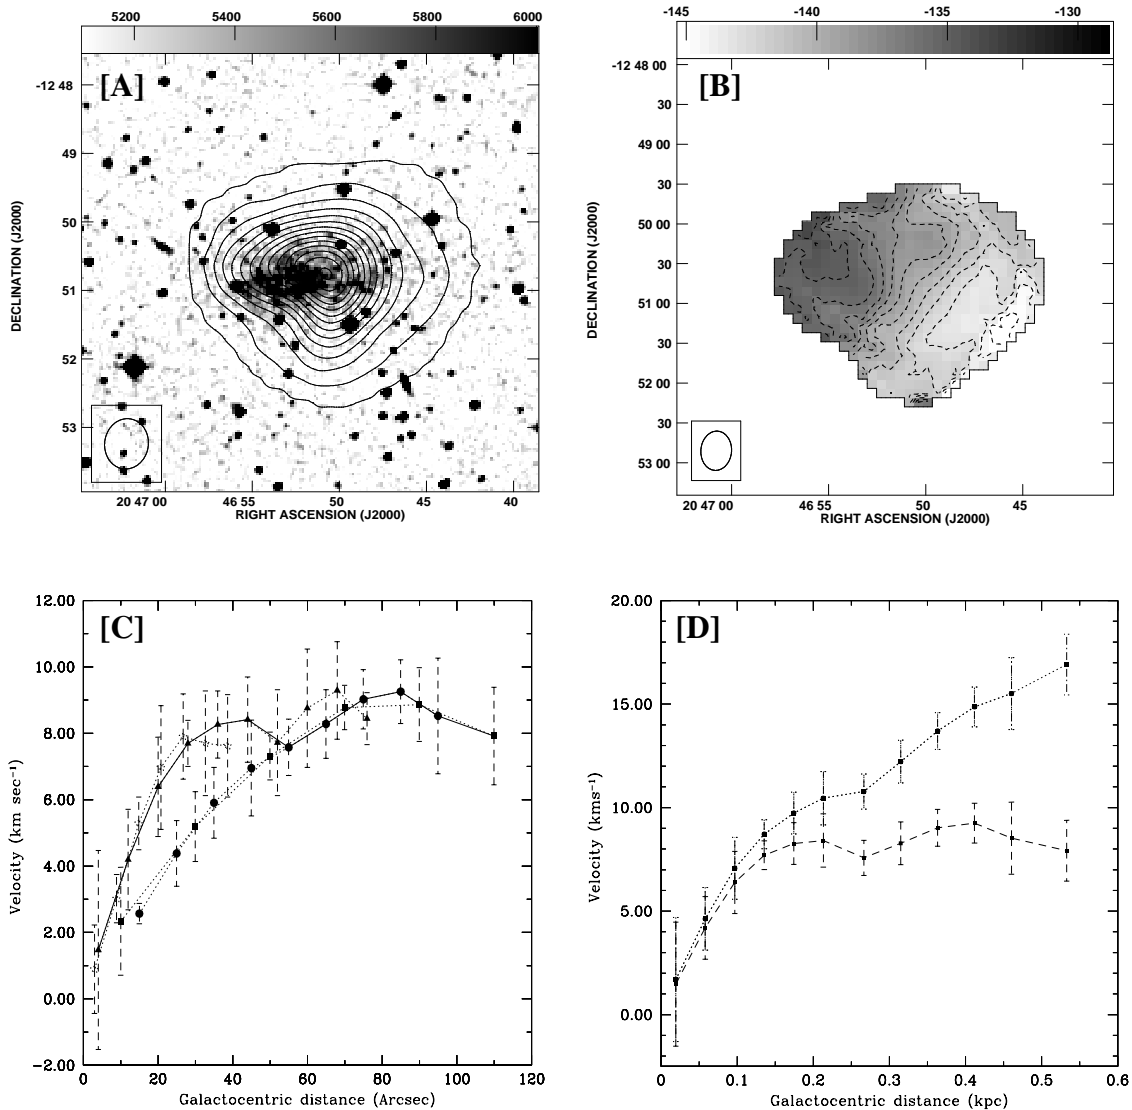 5200 5400 5600 5800 6000
[A]
-12 48
49
50
51
52
53
DECLINATION (J2000)
20 47 00 46 55 50 45 40
RIGHT ASCENSION (J2000)
-145 -140 -135 -130
[B]
-12 48 00
30
49 00
30
50 00
30
51 00
30
52 00
30
53 00
DECLINATION (J2000)
20 47 00 46 55 50 45
RIGHT ASCENSION (J2000)
[C]
12.00
10.00
8.00
6.00
4.00
2.00
0.00
-2.00
Velocity (km sec⁻¹)
0 20 40 60 80 100 120
Galactocentric distance (Arcsec)
[D]
20.00
15.00
10.00
5.00
0.00
Velocity (kms⁻¹)
0 0.1 0.2 0.3 0.4 0.5 0.6
Galactocentric distance (kpc)